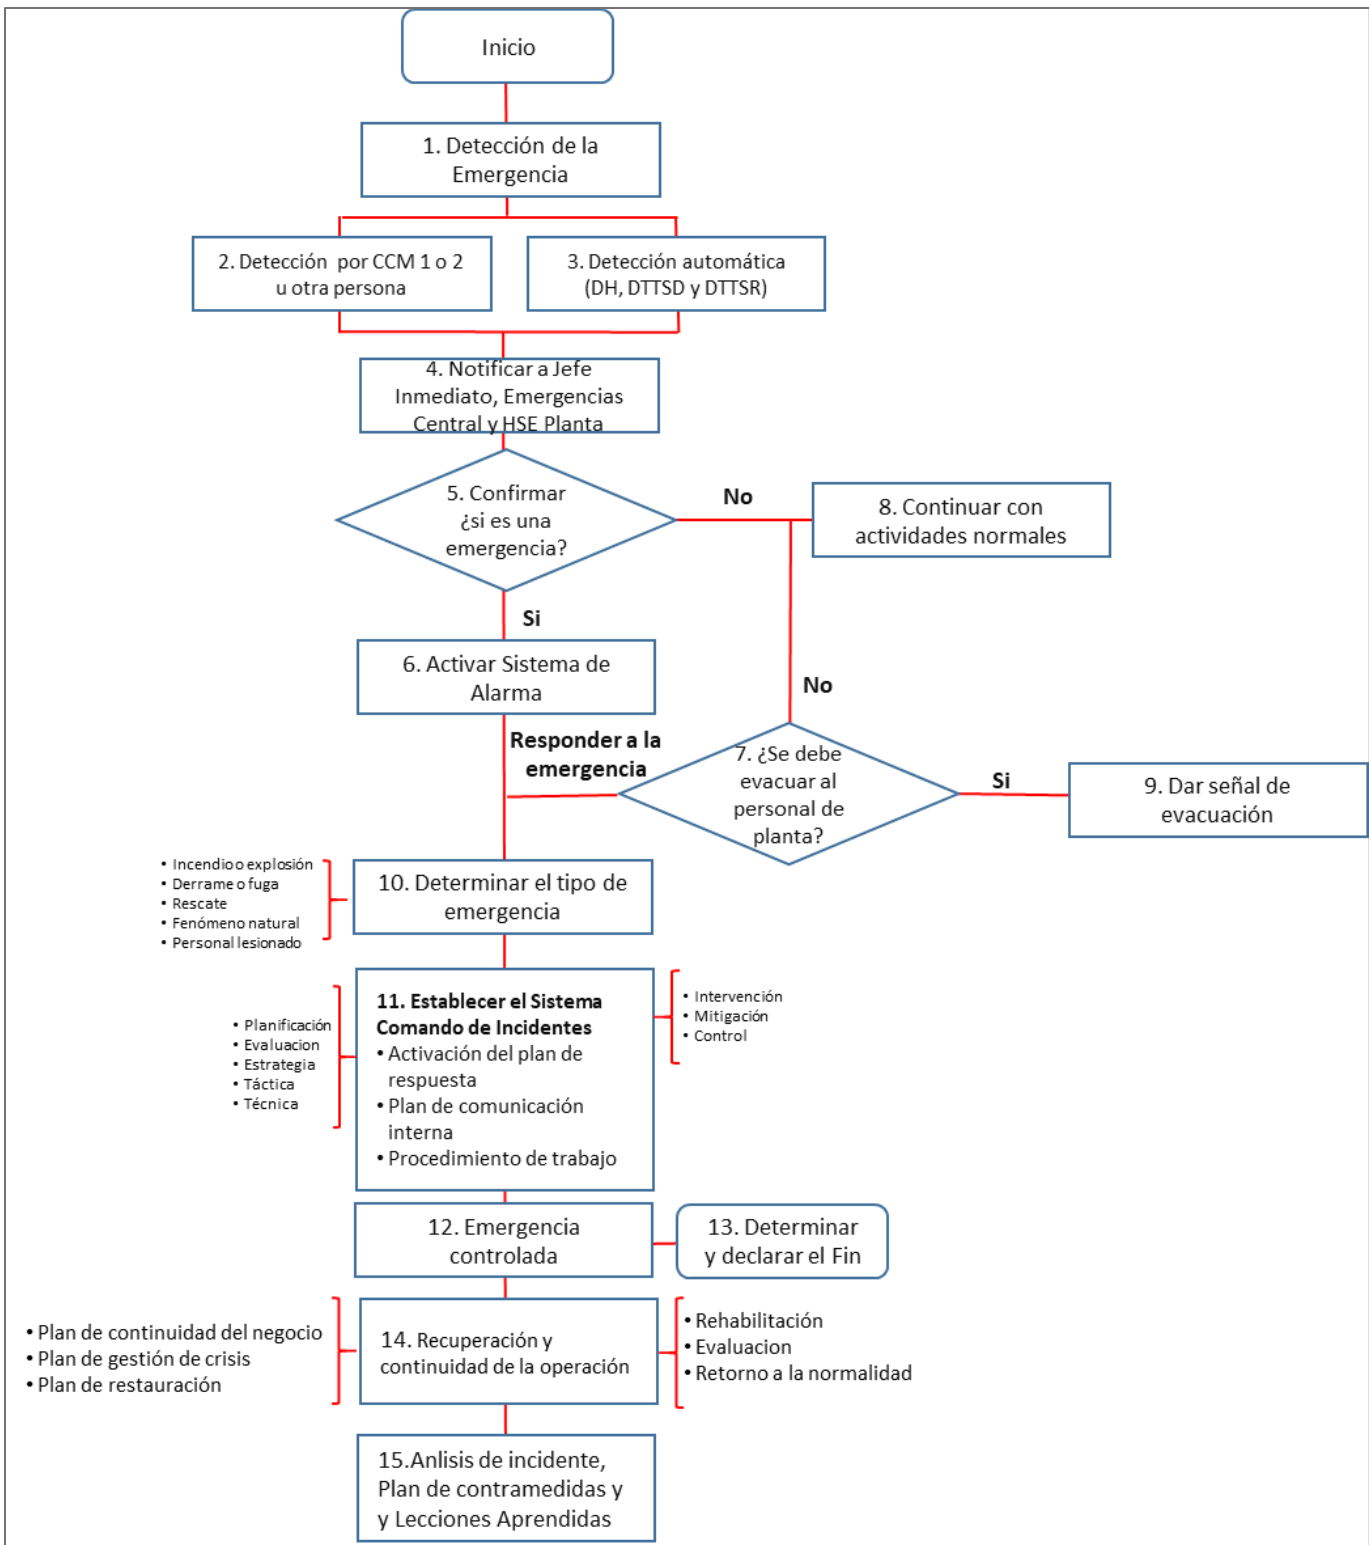 Inicio
1. Detección de la
Emergencia
2. Detección por CCM 1 o 2
u otra persona
3. Detección automática
(DH, DTTSD y DTTSR)
4. Notificar a Jefe
Inmediato, Emergencias
Central y HSE Planta
5. Confirmar
¿si es una
emergencia?
No
8. Continuar con
actividades normales
Si
6. Activar Sistema de
Alarma
No
Responder a la
emergencia
7. ¿Se debe
evacuar al
personal de
planta?
Si
9. Dar señal de
evacuación
• Incendio o explosión
• Derrame o fuga
• Rescate
• Fenómeno natural
• Personal lesionado
10. Determinar el tipo de
emergencia
11. Establecer el Sistema
Comando de Incidentes
• Activación del plan de
respuesta
• Plan de comunicación
interna
• Procedimiento de trabajo
• Intervención
• Mitigación
• Control
• Planificación
• Evaluacion
• Estrategia
• Táctica
• Técnica
12. Emergencia
controlada
13. Determinar
y declarar el Fin
• Plan de continuidad del negocio
• Plan de gestión de crisis
• Plan de restauración
14. Recuperación y
continuidad de la operación
• Rehabilitación
• Evaluacion
• Retorno a la normalidad
15.Anlisis de incidente,
Plan de contramedidas y
y Lecciones Aprendidas